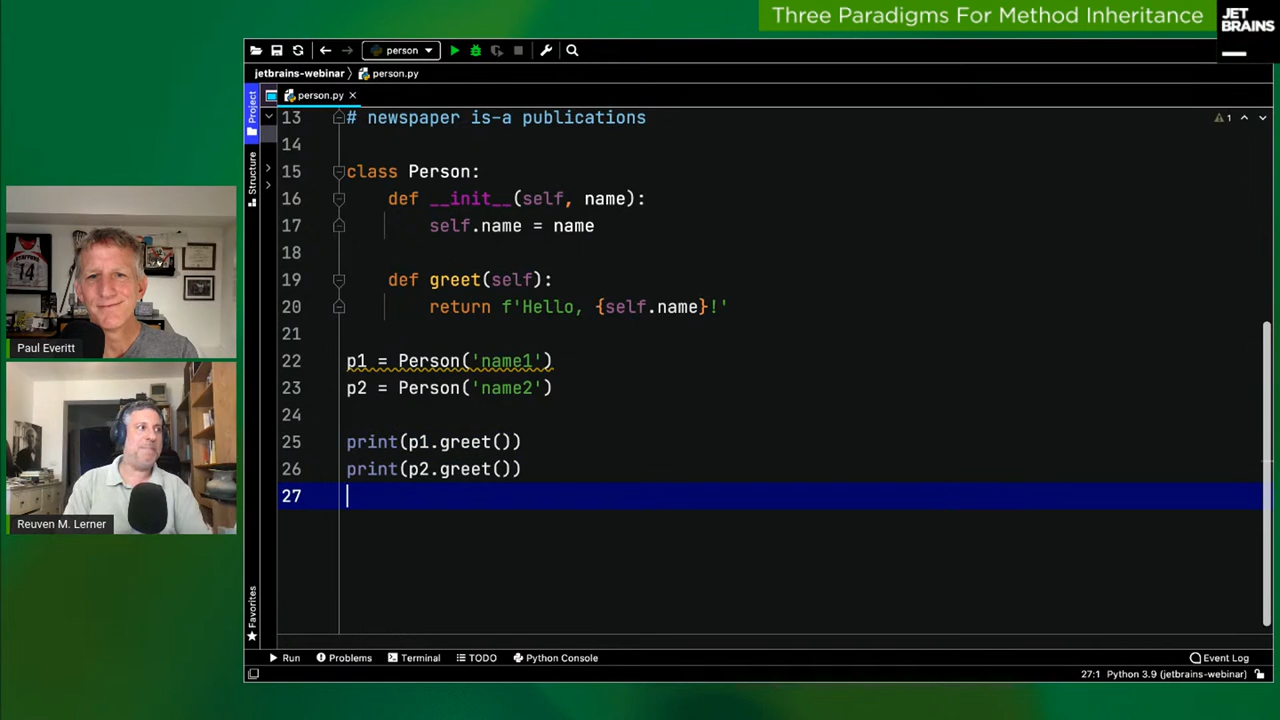 Three Paradigms For Method Inheritance
JET
BRAINS
person
jetbrains-webinar
person.py
Project
person.py
13 # newspaper is-a publications
14
15 class Person:
16 def __init__(self, name):
17 self.name = name
18
19 def greet(self):
20 return f'Hello, {self.name}!'
21
22 p1 = Person('name1')
23 p2 = Person('name2')
24
25 print(p1.greet())
26 print(p2.greet())
27
1
Structure
Favorites
STAFFORD
14
Paul Everitt
Reuven M. Lerner
Run Problems Terminal TODO Python Console Event Log
27:1 Python 3.9 (jetbrains-webinar)